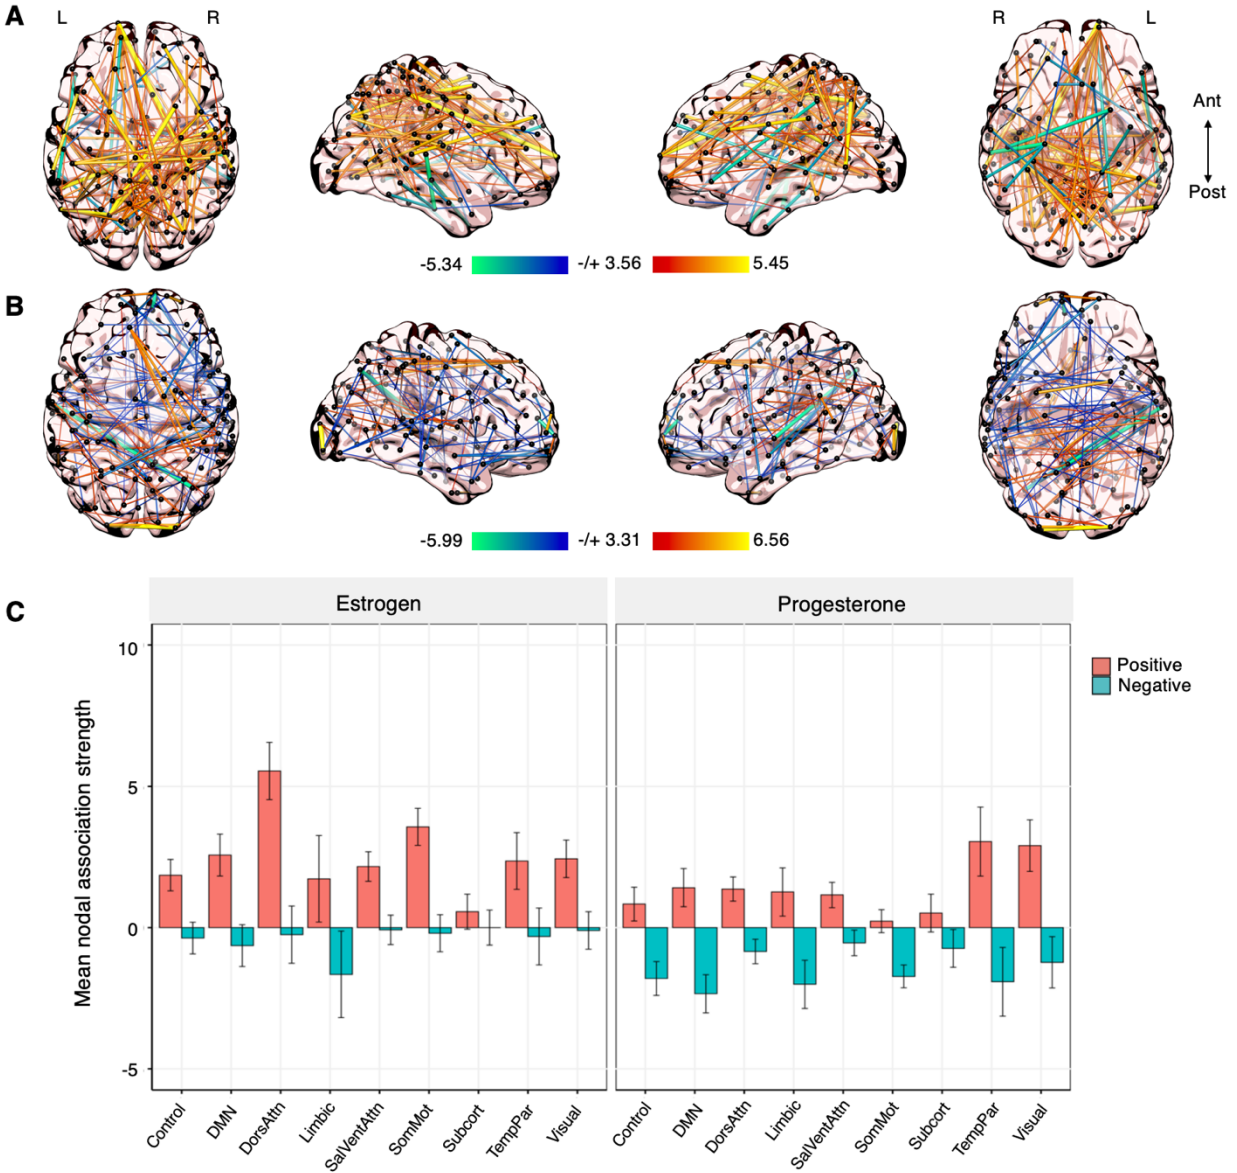 A
L
R
R
L
Ant
Post
-5.34
-/+ 3.56
5.45
B
-5.99
-/+ 3.31
6.56
C
Estrogen
Progesterone
Mean nodal association strength
10
5
0
-5
Positive
Negative
Control
DMN
DorsAttn
Limbic
SalVentAttn
SomMot
Subcort
TempPar
Visual
Control
DMN
DorsAttn
Limbic
SalVentAttn
SomMot
Subcort
TempPar
Visual